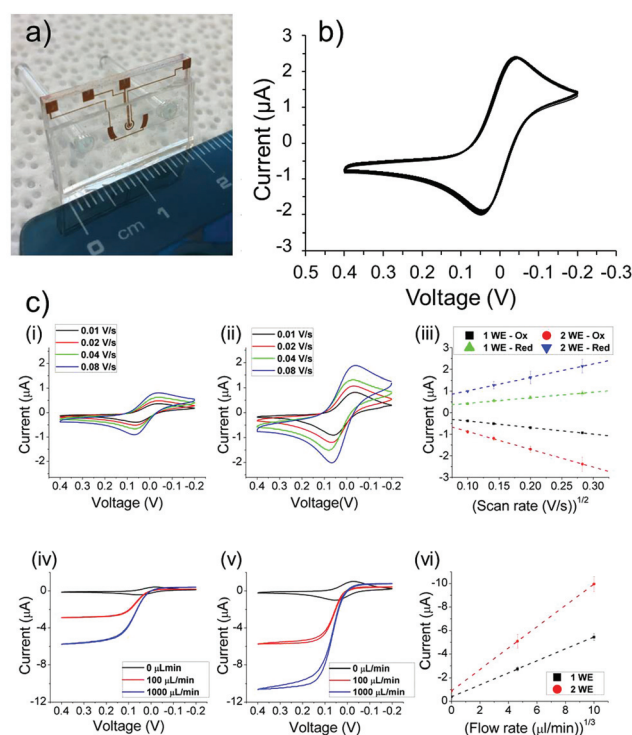 a)
0 cm 1 2
b)
Current (µA)
3
2
1
0
-1
-2
-3
0.5 0.4 0.3 0.2 0.1 0.0 -0.1 -0.2 -0.3
Voltage (V)
c)
(i)
0.01 V/s
0.02 V/s
0.04 V/s
0.08 V/s
Current (µA)
2
1
0
-1
-2
0.4 0.3 0.2 0.1 0.0 -0.1 -0.2
Voltage (V)
(ii)
0.01 V/s
0.02 V/s
0.04 V/s
0.08 V/s
Current (µA)
2
1
0
-1
-2
0.4 0.3 0.2 0.1 0.0 -0.1 -0.2
Voltage(V)
(iii)
1 WE - Ox 2 WE - Ox
1 WE - Red 2 WE - Red
Current (µA)
3
2
1
0
-1
-2
-3
0.10 0.15 0.20 0.25 0.30
(Scan rate (V/s))1/2
(iv)
Current (µA)
0
-4
-8
-12
0 µL/min
100 µL/min
1000 µL/min
0.4 0.3 0.2 0.1 0.0 -0.1 -0.2
Voltage (V)
(v)
Current (µA)
0
-4
-8
-12
0 µL/min
100 µL/min
1000 µL/min
0.4 0.3 0.2 0.1 0.0 -0.1 -0.2
Voltage (V)
(vi)
Current (µA)
-10
-8
-6
-4
-2
0
1 WE
2 WE
0 2 4 6 8 10
(Flow rate (µl/min))1/3